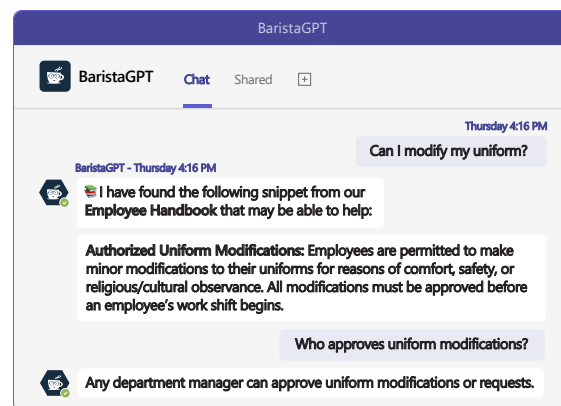 BaristaGPT
BaristaGPT Chat Shared
Thursday 4:16 PM
Can I modify my uniform?
BaristaGPT - Thursday 4:16 PM
I have found the following snippet from our
Employee Handbook that may be able to help:
Authorized Uniform Modifications: Employees are permitted to make
minor modifications to their uniforms for reasons of comfort, safety, or
religious/cultural observance. All modifications must be approved before
an employee’s work shift begins.
Who approves uniform modifications?
Any department manager can approve uniform modifications or requests.